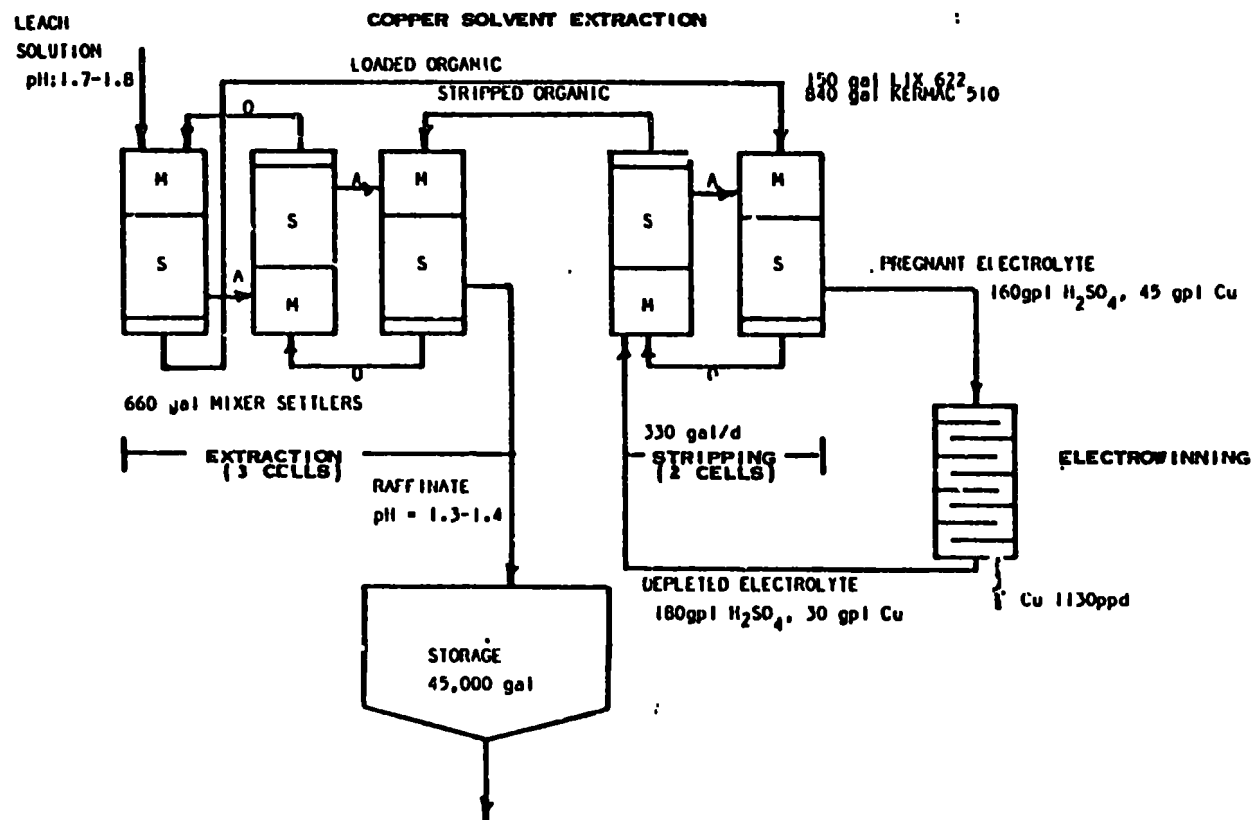 COPPER SOLVENT EXTRACTION
LEACH
SOLUTION
pH:1.7-1.8
LOADED ORGANIC
150 gal LIX 622
840 gal KERMAC 510
STRIPPED ORGANIC
O
M
S
A
S
M
A
M
S
O
S
M
A
M
S
O
PREGNANT ELECTROLYTE
160gpl H₂SO₄, 45 gpl Cu
660 gal MIXER SETTLERS
EXTRACTION
(3 CELLS)
330 gal/d
STRIPPING
(2 CELLS)
ELECTROWINNING
RAFFINATE
pH = 1.3-1.4
DEPLETED ELECTROLYTE
180gpl H₂SO₄, 30 gpl Cu
Cu 1130ppd
STORAGE
45,000 gal